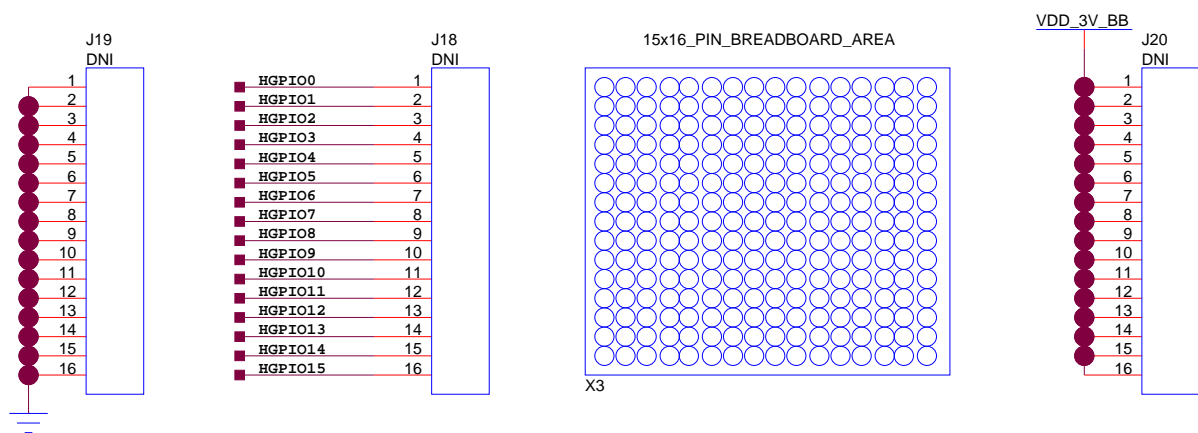 VDD_3V_BB
J19
DNI
1
2
3
4
5
6
7
8
9
10
11
12
13
14
15
16
J18
DNI
HGPIO0 1
HGPIO1 2
HGPIO2 3
HGPIO3 4
HGPIO4 5
HGPIO5 6
HGPIO6 7
HGPIO7 8
HGPIO8 9
HGPIO9 10
HGPIO10 11
HGPIO11 12
HGPIO12 13
HGPIO13 14
HGPIO14 15
HGPIO15 16
15x16_PIN_BREADBOARD_AREA
X3
J20
DNI
1
2
3
4
5
6
7
8
9
10
11
12
13
14
15
16